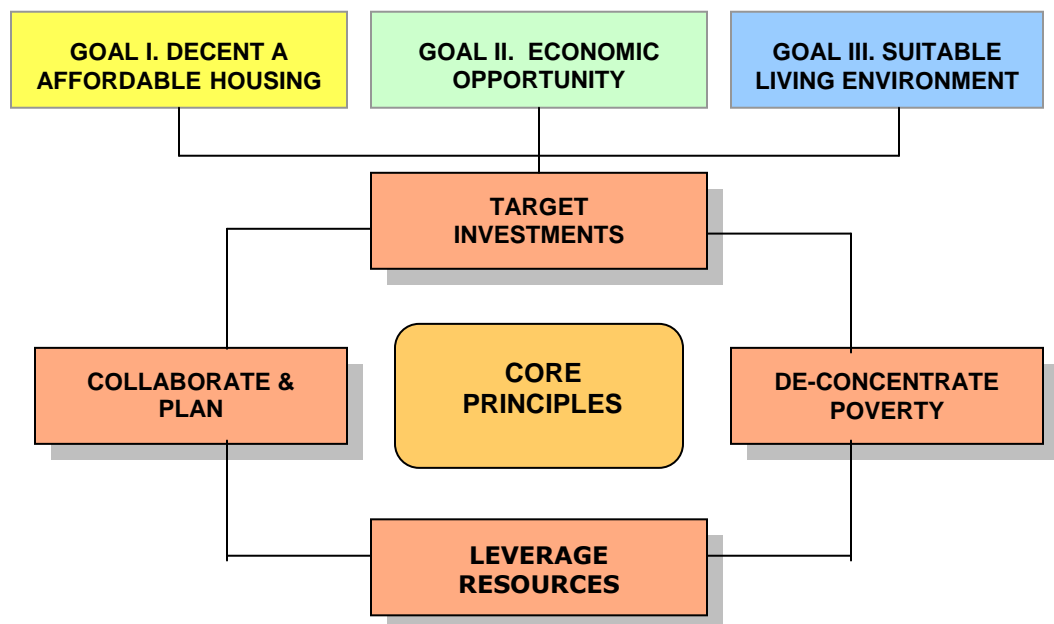 GOAL I. DECENT A
AFFORDABLE HOUSING
GOAL II.  ECONOMIC
OPPORTUNITY
GOAL III. SUITABLE
LIVING ENVIRONMENT
TARGET
INVESTMENTS
COLLABORATE &
PLAN
CORE
PRINCIPLES
DE-CONCENTRATE
POVERTY
LEVERAGE
RESOURCES